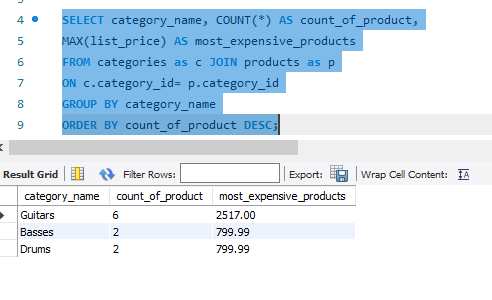 4 SELECT category_name, COUNT(*) AS count_of_product,
5 MAX(list_price) AS most_expensive_products
6 FROM categories as c JOIN products as p
7 ON c.category_id= p.category_id
8 GROUP BY category_name
9 ORDER BY count_of_product DESC;
Result Grid Filter Rows: Export: Wrap Cell Content:
category_name count_of_product most_expensive_products
Guitars 6 2517.00
Basses 2 799.99
Drums 2 799.99